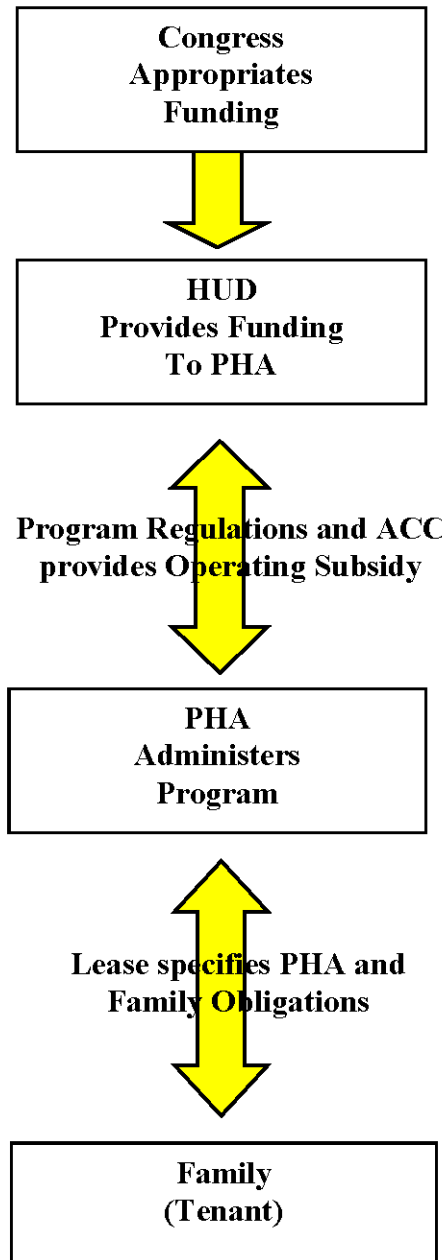 Congress
Appropriates
Funding
HUD
Provides Funding
To PHA
Program Regulations and ACC
provides Operating Subsidy
PHA
Administers
Program
Lease specifies PHA and
Family Obligations
Family
(Tenant)